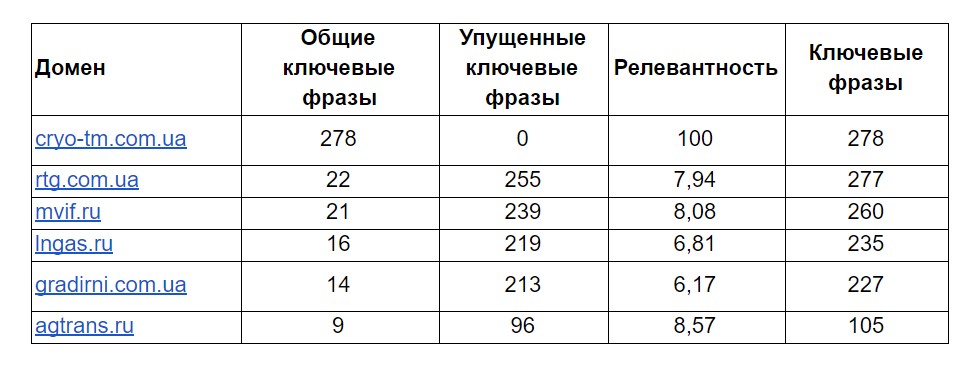 Домен Общие ключевые фразы Упущенные ключевые фразы Релевантность Ключевые фразы
cryo-tm.com.ua 278 0 100 278
rtg.com.ua 22 255 7,94 277
mvif.ru 21 239 8,08 260
lngas.ru 16 219 6,81 235
gradirni.com.ua 14 213 6,17 227
agtrans.ru 9 96 8,57 105